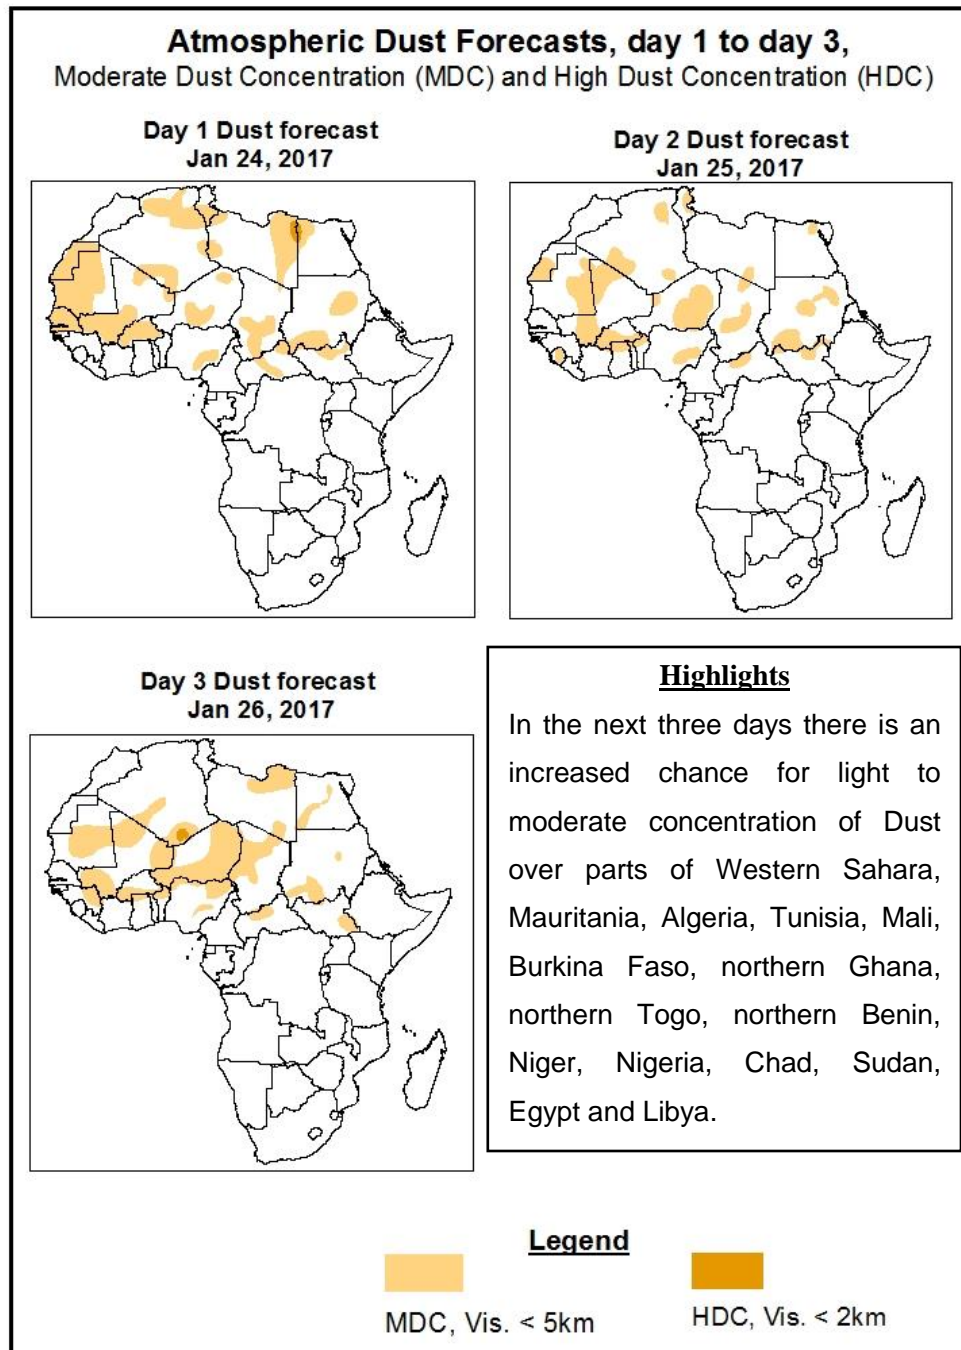 Atmospheric Dust Forecasts, day 1 to day 3,
Moderate Dust Concentration (MDC) and High Dust Concentration (HDC)
Day 1 Dust forecast
Jan 24, 2017
Day 2 Dust forecast
Jan 25, 2017
Day 3 Dust forecast
Jan 26, 2017
Highlights
In the next three days there is an
increased chance for light to
moderate concentration of Dust
over parts of Western Sahara,
Mauritania, Algeria, Tunisia, Mali,
Burkina Faso, northern Ghana,
northern Togo, northern Benin,
Niger, Nigeria, Chad, Sudan,
Egypt and Libya.
Legend
MDC, Vis. < 5km
HDC, Vis. < 2km